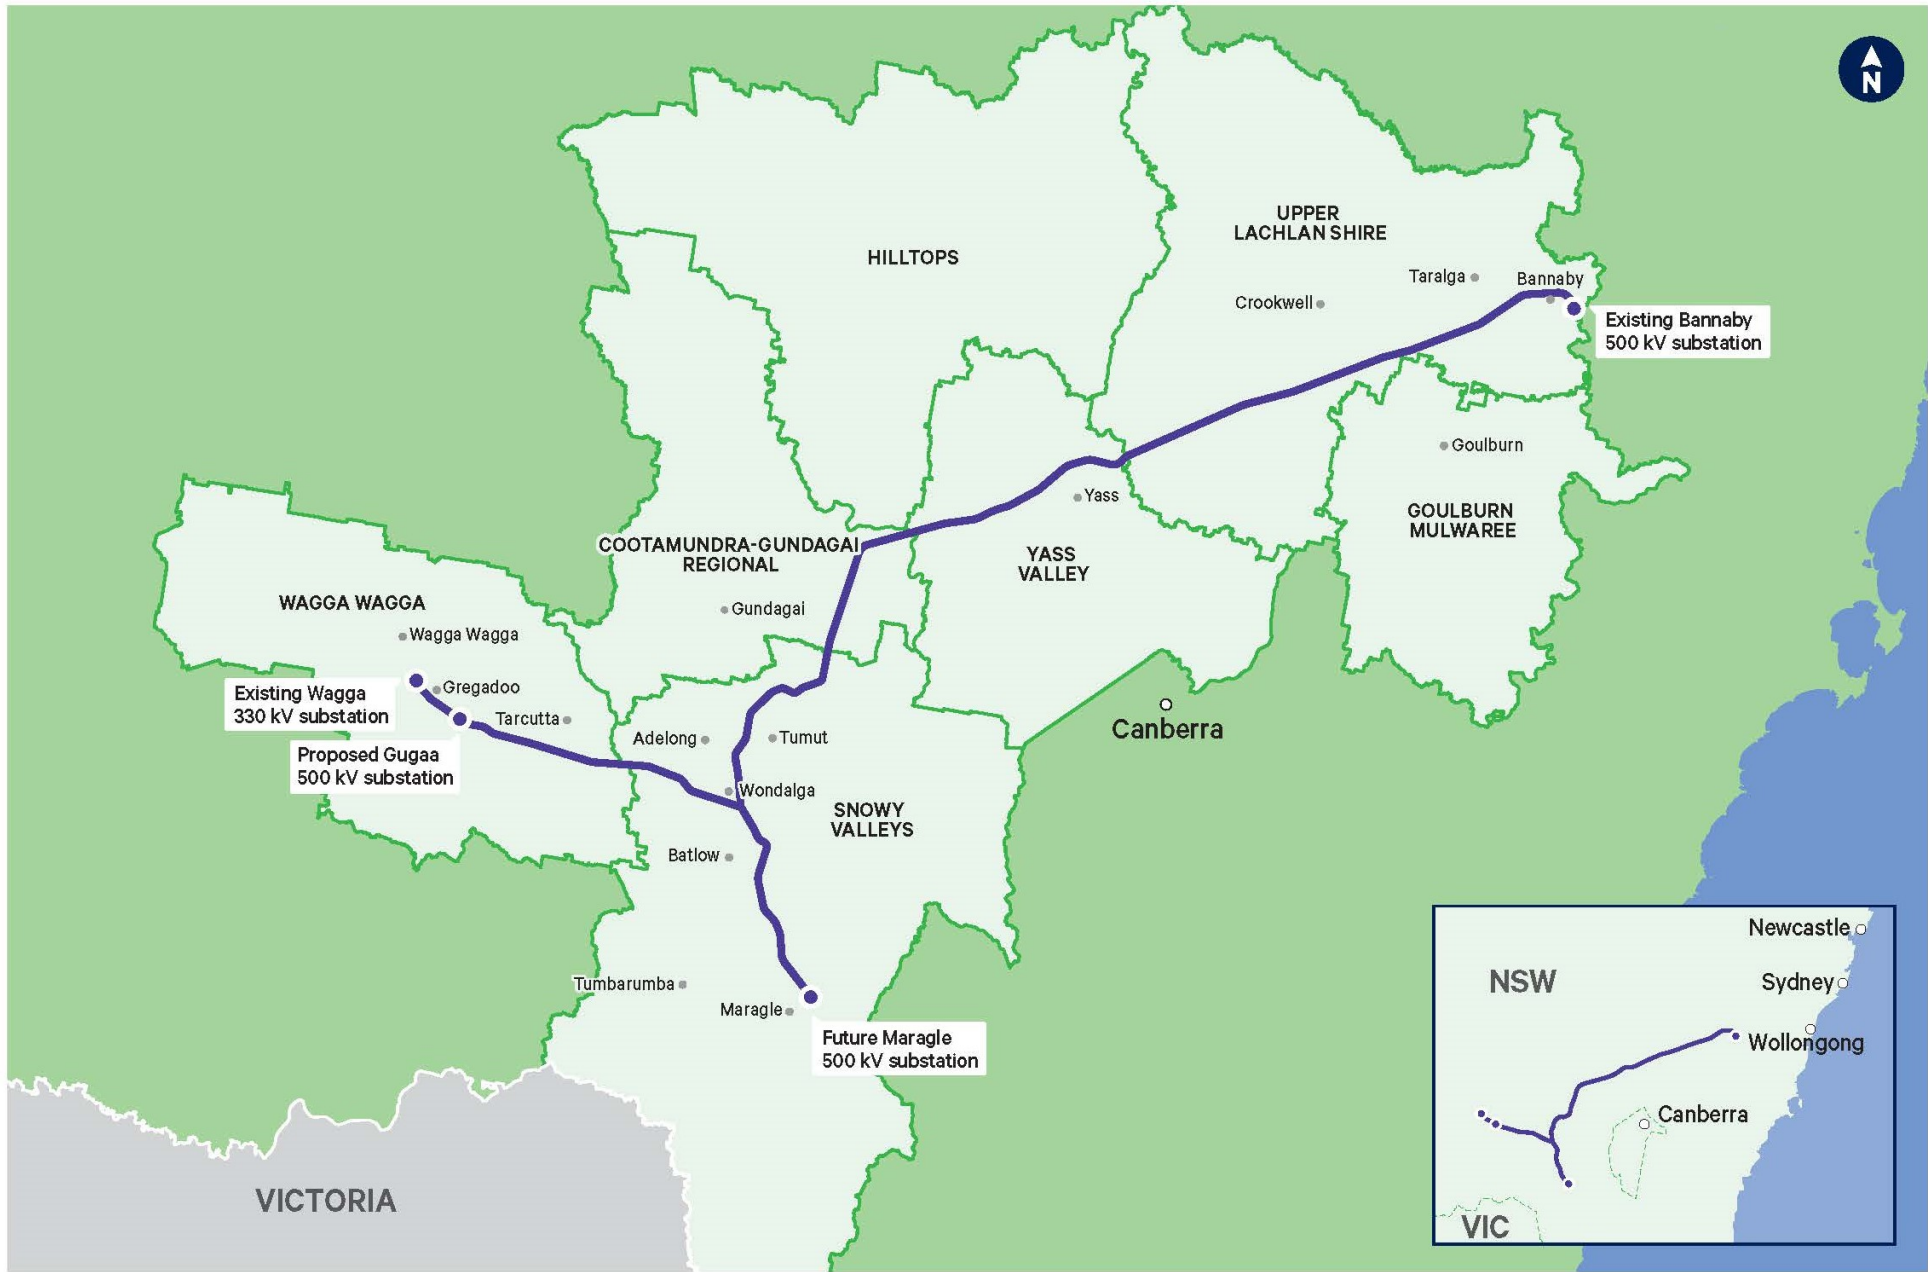 N
HILLTOPS
UPPER
LACHLAN SHIRE
Taralga
Bannaby
Crookwell
Existing Bannaby
500 kV substation
Goulburn
GOULBURN
MULWAREE
Yass
YASS
VALLEY
COOTAMUNDRA-GUNDAGAI
REGIONAL
Gundagai
WAGGA WAGGA
Wagga Wagga
Gregadoo
Existing Wagga
330 kV substation
Tarcutta
Proposed Gugaa
500 kV substation
Adelong
Tumut
Canberra
Wondalga
SNOWY
VALLEYS
Batlow
Tumbarumba
Maragle
Future Maragle
500 kV substation
VICTORIA
Newcastle
NSW
Sydney
Wollongong
Canberra
VIC